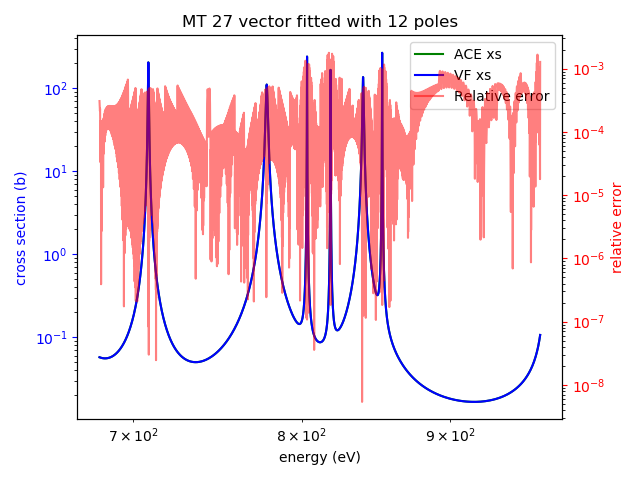 MT 27 vector fitted with 12 poles
ACE xs
VF xs
Relative error
cross section (b)
10²
10¹
10⁰
10⁻¹
10⁻³
10⁻⁴
10⁻⁵
10⁻⁶
10⁻⁷
10⁻⁸
relative error
7 × 10² 8 × 10² 9 × 10²
energy (eV)